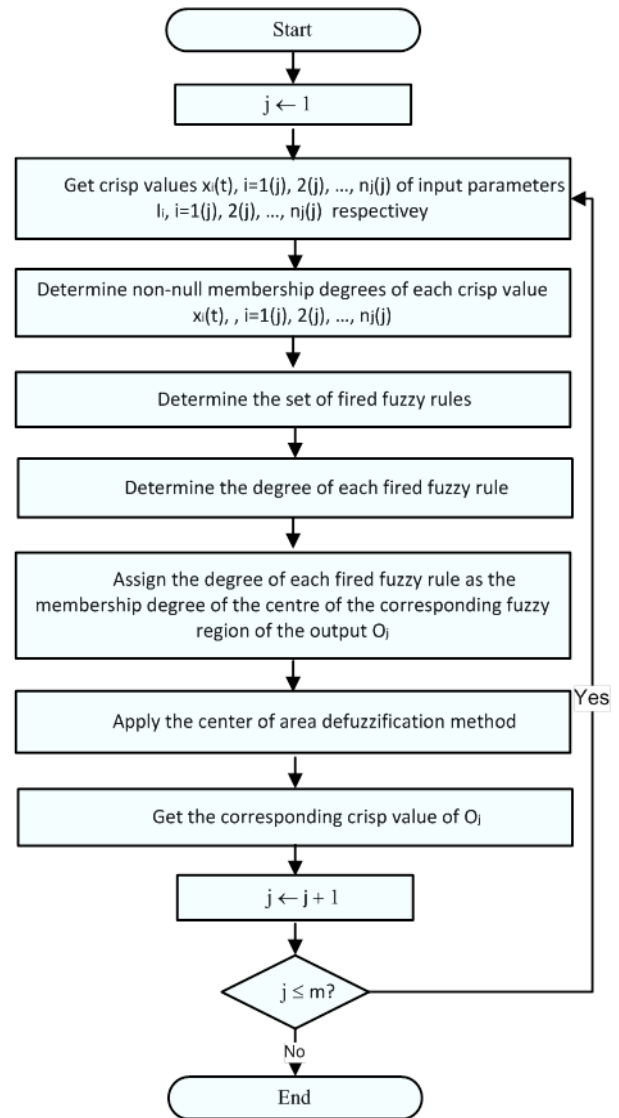 Start
j ← 1
Get crisp values xᵢ(t), i=1(j), 2(j), ..., nⱼ(j) of input parameters
Iᵢ, i=1(j), 2(j), ..., nⱼ(j) respectivey
Determine non-null membership degrees of each crisp value
xᵢ(t), , i=1(j), 2(j), ..., nⱼ(j)
Determine the set of fired fuzzy rules
Determine the degree of each fired fuzzy rule
Assign the degree of each fired fuzzy rule as the
membership degree of the centre of the corresponding fuzzy
region of the output Oⱼ
Apply the center of area defuzzification method
Yes
Get the corresponding crisp value of Oⱼ
j ← j + 1
j ≤ m?
No
End